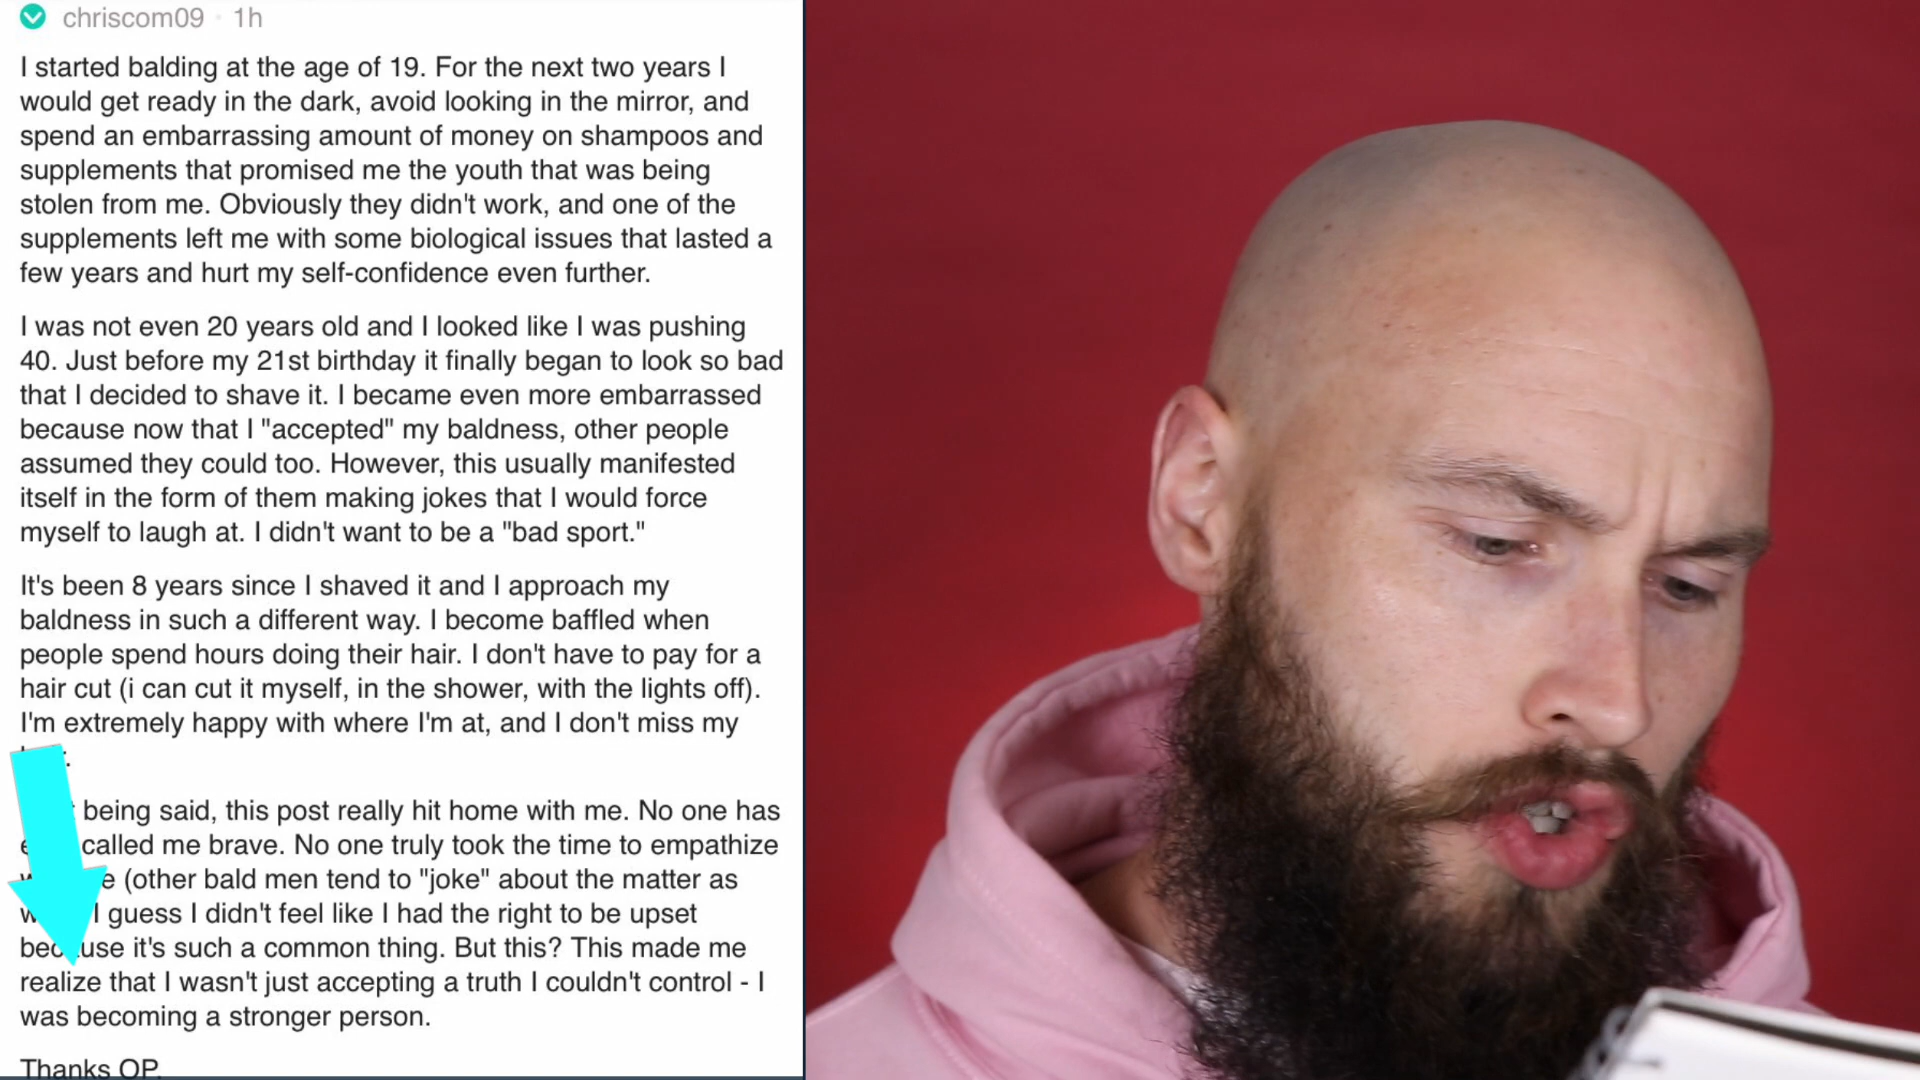 chriscom09 · 1h
I started balding at the age of 19. For the next two years I
would get ready in the dark, avoid looking in the mirror, and
spend an embarrassing amount of money on shampoos and
supplements that promised me the youth that was being
stolen from me. Obviously they didn't work, and one of the
supplements left me with some biological issues that lasted a
few years and hurt my self-confidence even further.
I was not even 20 years old and I looked like I was pushing
40. Just before my 21st birthday it finally began to look so bad
that I decided to shave it. I became even more embarrassed
because now that I "accepted" my baldness, other people
assumed they could too. However, this usually manifested
itself in the form of them making jokes that I would force
myself to laugh at. I didn't want to be a "bad sport."
It's been 8 years since I shaved it and I approach my
baldness in such a different way. I become baffled when
people spend hours doing their hair. I don't have to pay for a
hair cut (i can cut it myself, in the shower, with the lights off).
I'm extremely happy with where I'm at, and I don't miss my
being said, this post really hit home with me. No one has
called me brave. No one truly took the time to empathize
(other bald men tend to "joke" about the matter as
I guess I didn't feel like I had the right to be upset
because it's such a common thing. But this? This made me
realize that I wasn't just accepting a truth I couldn't control - I
was becoming a stronger person.
Thanks OP.